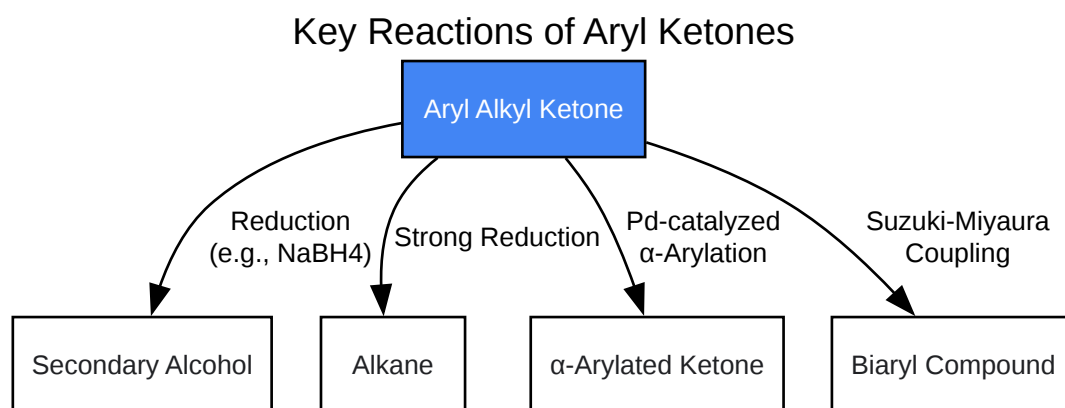 Key Reactions of Aryl Ketones
Aryl Alkyl Ketone
Reduction
(e.g., NaBH4)
Strong Reduction
Pd-catalyzed
α-Arylation
Suzuki-Miyaura
Coupling
Secondary Alcohol
Alkane
α-Arylated Ketone
Biaryl Compound